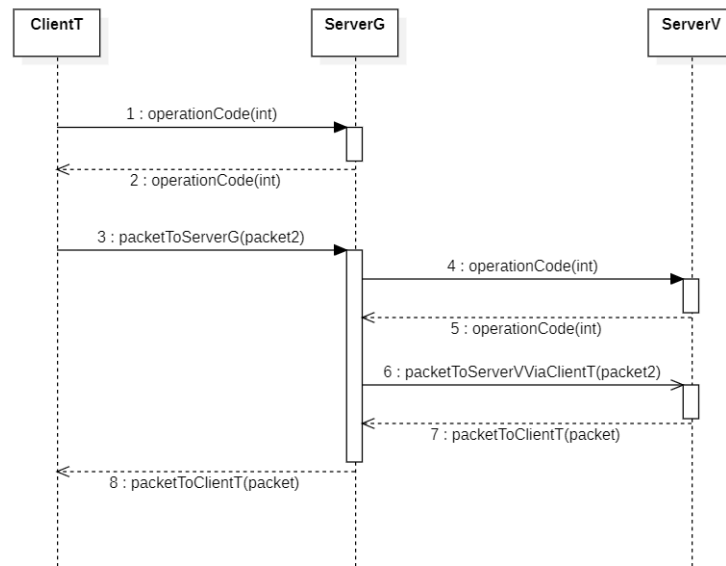 ClientT
ServerG
ServerV
1 : operationCode(int)
2 : operationCode(int)
3 : packetToServerG(packet2)
4 : operationCode(int)
5 : operationCode(int)
6 : packetToServerVViaClientT(packet2)
7 : packetToClientT(packet)
8 : packetToClientT(packet)